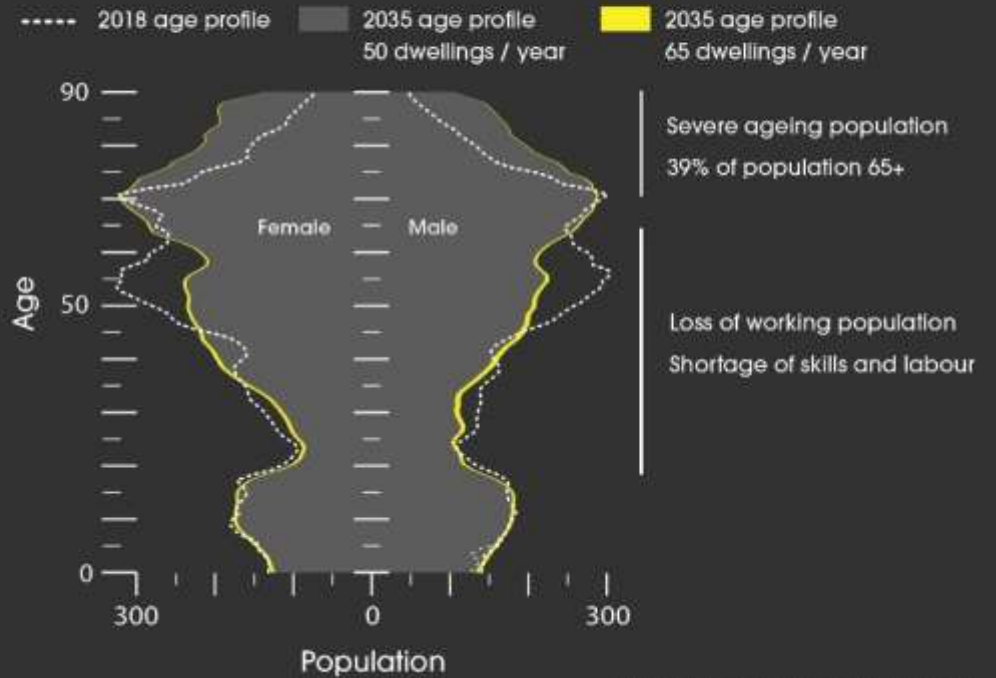 2018 age profile
2035 age profile
50 dwellings / year
2035 age profile
65 dwellings / year
90
Severe ageing population
39% of population 65+
Female
Male
Age
50
Loss of working population
Shortage of skills and labour
0
300
0
300
Population